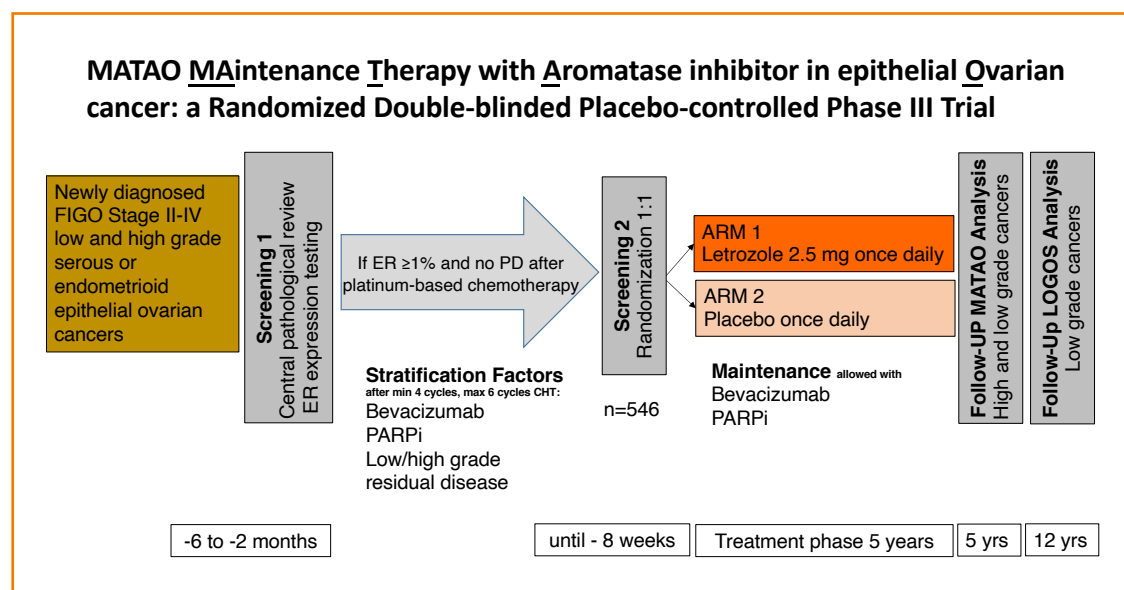 MATAO MAintenance Therapy with Aromatase inhibitor in epithelial Ovarian
cancer: a Randomized Double-blinded Placebo-controlled Phase III Trial
Newly diagnosed
FIGO Stage II-IV
low and high grade
serous or
endometrioid
epithelial ovarian
cancers
Screening 1
Central pathological review
ER expression testing
If ER ≥1% and no PD after
platinum-based chemotherapy
Stratification Factors
after min 4 cycles, max 6 cycles CHT:
Bevacizumab
PARPi
Low/high grade
residual disease
Screening 2
Randomization 1:1
n=546
ARM 1
Letrozole 2.5 mg once daily
ARM 2
Placebo once daily
Maintenance allowed with
Bevacizumab
PARPi
Follow-UP MATAO Analysis
High and low grade cancers
Follow-Up LOGOS Analysis
Low grade cancers
-6 to -2 months
until - 8 weeks
Treatment phase 5 years
5 yrs
12 yrs